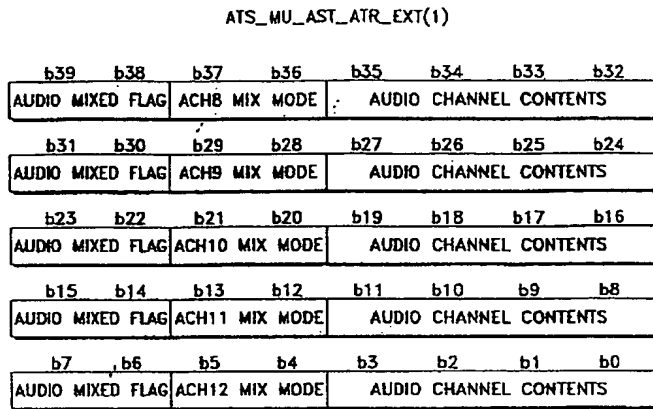 ATS_MU_AST_ATR_EXT(1)
b39 b38 b37 b36 b35 b34 b33 b32
AUDIO MIXED FLAG ACH8 MIX MODE AUDIO CHANNEL CONTENTS
b31 b30 b29 b28 b27 b26 b25 b24
AUDIO MIXED FLAG ACH9 MIX MODE AUDIO CHANNEL CONTENTS
b23 b22 b21 b20 b19 b18 b17 b16
AUDIO MIXED FLAG ACH10 MIX MODE AUDIO CHANNEL CONTENTS
b15 b14 b13 b12 b11 b10 b9 b8
AUDIO MIXED FLAG ACH11 MIX MODE AUDIO CHANNEL CONTENTS
b7 b6 b5 b4 b3 b2 b1 b0
AUDIO MIXED FLAG ACH12 MIX MODE AUDIO CHANNEL CONTENTS